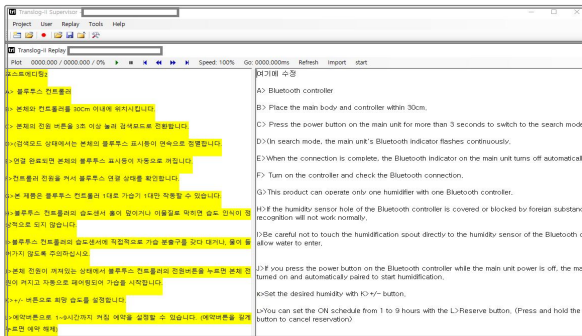 Translog-II Supervisor -
Project User Replay Tools Help
Translog-II Replay
Plot 0000.000 / 0000.000 / 0% Speed: 100% Go: 0000.000ms Refresh Import start
포스트에디팅2
A> 블루투스 컨트롤러
B> 본체와 컨트롤러를 30Cm 이내에 위치시킵니다.
C> 본체의 전원 버튼을 3초 이상 눌러 검색모드로 전환합니다.
D>(검색모드 상태에서는 본체의 블루투스 표시등이 연속으로 점멸합니다.
E>연결 완료되면 본체의 블루투스 표시등이 자동으로 꺼집니다.
F>컨트롤러 전원을 켜서 블루투스 연결 상태를 확인합니다.
G>본 제품은 블루투스 컨트롤러 1대로 가습기 1대만 작동할 수 있습니다.
H>블루투스 컨트롤러의 습도센서 홀이 덮이거나 이물질로 막히면 습도 인식이 정
상적으로 되지 않습니다.
I>블루투스 컨트롤러의 습도센서에 직접적으로 가습 분출구를 갖다 대거나, 물이 들
어가지 않도록 주의하십시오.
J>본체 전원이 꺼져있는 상태에서 블루투스 컨트롤러의 전원버튼을 누르면 본체 전
원이 켜지고 자동으로 페어링되어 가습을 시작합니다.
K>+/- 버튼으로 희망 습도를 설정합니다.
L>예약버튼으로 1~9시간까지 켜짐 예약을 설정할 수 있습니다. (예약버튼을 길게
누르면 예약 해제)
여기에 수정
A> Bluetooth controller
B> Place the main body and controller within 30cm.
C> Press the power button on the main unit for more than 3 seconds to switch to the search mode
D>(In search mode, the main unit's Bluetooth indicator flashes continuously.
E>When the connection is complete, the Bluetooth indicator on the main unit turns off automatically
F> Turn on the controller and check the Bluetooth connection.
G>This product can operate only one humidifier with one Bluetooth controller.
H>If the humidity sensor hole of the Bluetooth controller is covered or blocked by foreign substanc
recognition will not work normally.
I>Be careful not to touch the humidification spout directly to the humidity sensor of the Bluetooth c
allow water to enter.
J>If you press the power button on the Bluetooth controller while the main unit power is off, the ma
turned on and automatically paired to start humidification.
K>Set the desired humidity with K>+/- button.
L>You can set the ON schedule from 1 to 9 hours with the L>Reserve button. (Press and hold the
button to cancel reservation)